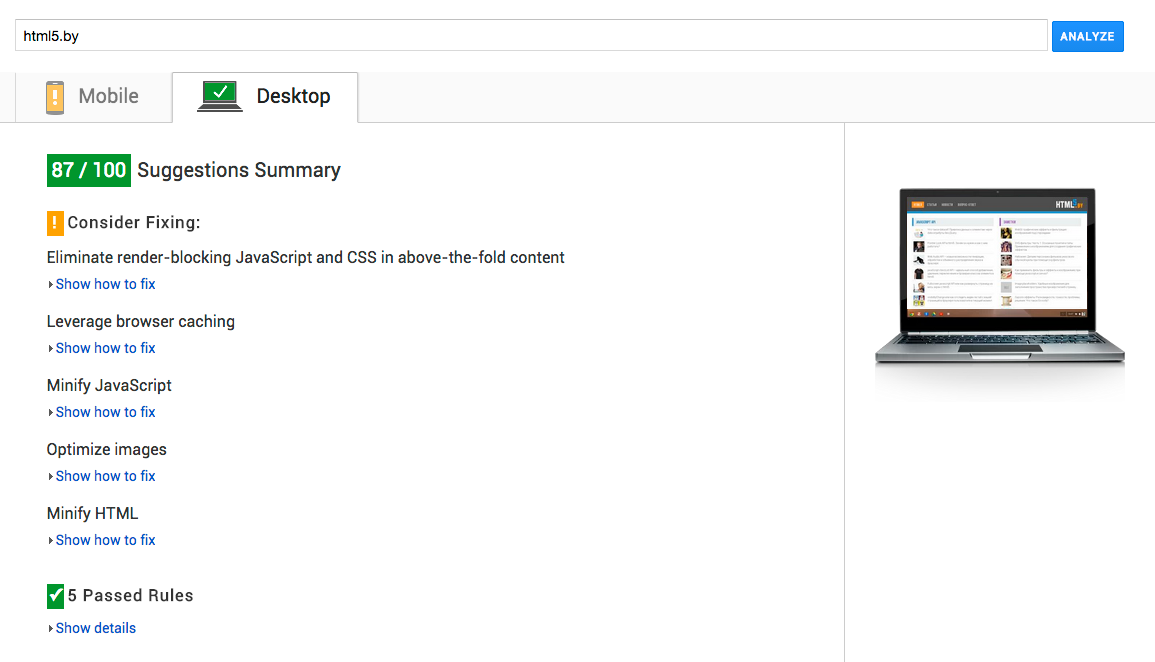 html5.by
ANALYZE
Mobile
Desktop
87 / 100 Suggestions Summary
! Consider Fixing:
Eliminate render-blocking JavaScript and CSS in above-the-fold content
Show how to fix
Leverage browser caching
Show how to fix
Minify JavaScript
Show how to fix
Optimize images
Show how to fix
Minify HTML
Show how to fix
5 Passed Rules
Show details
HTML5.BY